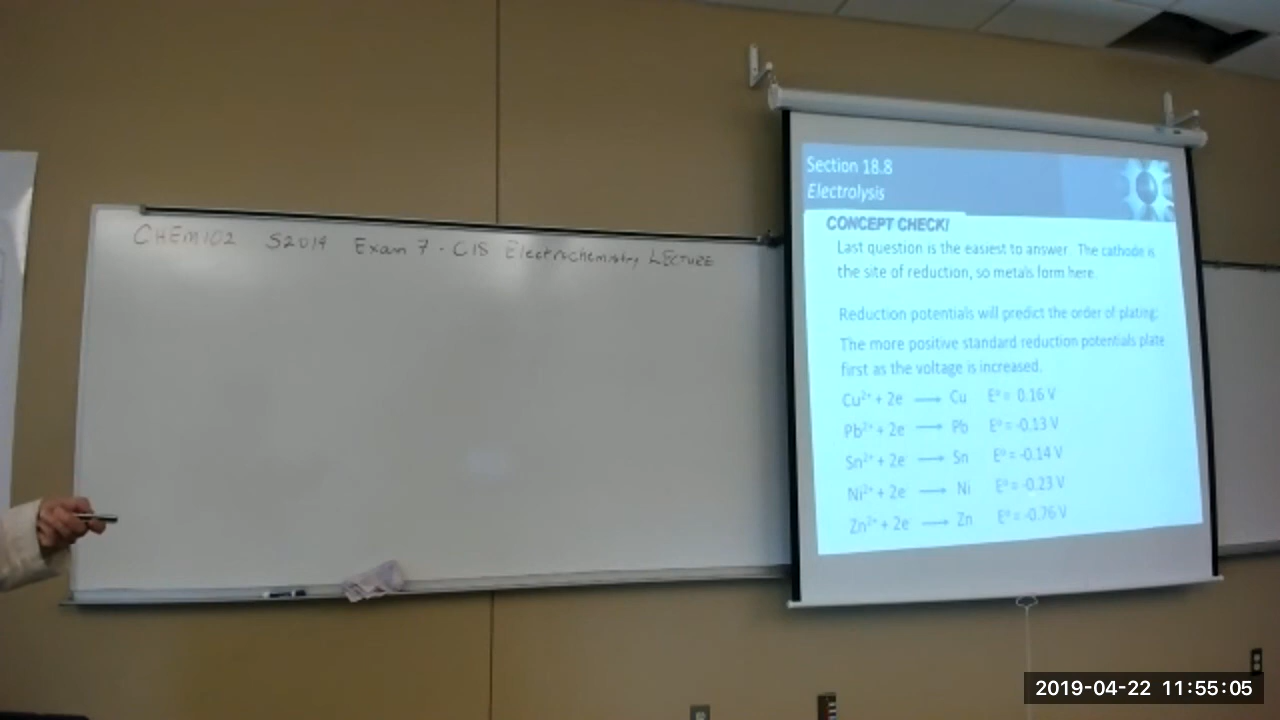 CHEM102 S2019 Exam 7 - C18 Electrochemistry LECTURE
Section 18.8
Electrolysis
CONCEPT CHECK!
Last question is the easiest to answer. The cathode is
the site of reduction, so metals form here.
Reduction potentials will predict the order of plating:
The more positive standard reduction potentials plate
first as the voltage is increased.
Cu²⁺ + 2e ⟶ Cu E° = 0.16 V
Pb²⁺ + 2e ⟶ Pb E° = -0.13 V
Sn²⁺ + 2e ⟶ Sn E° = -0.14 V
Ni²⁺ + 2e ⟶ Ni E° = -0.23 V
Zn²⁺ + 2e ⟶ Zn E° = -0.76 V
2019-04-22 11:55:05